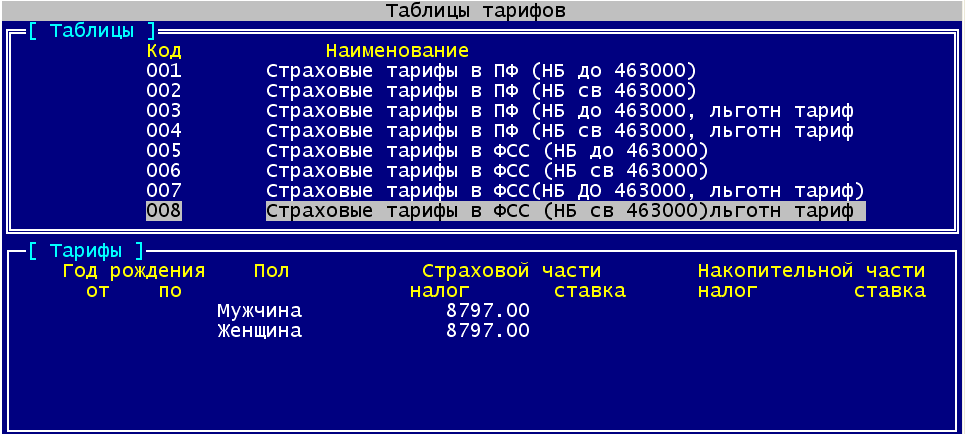 Таблицы тарифов
[ Таблицы ]
Код Наименование
001 Страховые тарифы в ПФ (НБ до 463000)
002 Страховые тарифы в ПФ (НБ св 463000)
003 Страховые тарифы в ПФ (НБ до 463000, льготн тариф
004 Страховые тарифы в ПФ (НБ св 463000, льготн тариф
005 Страховые тарифы в ФСС (НБ до 463000)
006 Страховые тарифы в ФСС (НБ св 463000)
007 Страховые тарифы в ФСС(НБ ДО 463000, льготн тариф)
008 Страховые тарифы в ФСС (НБ св 463000)льготн тариф
[ Тарифы ]
Год рождения Пол Страховой части Накопительной части
от по налог ставка налог ставка
Мужчина 8797.00
Женщина 8797.00